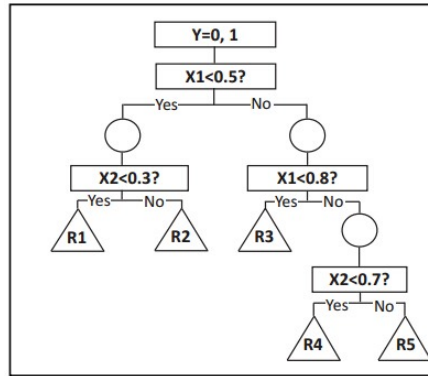 Y=0, 1
X1<0.5?
Yes No
X2<0.3? X1<0.8?
Yes No Yes No
R1 R2 R3
X2<0.7?
Yes No
R4 R5